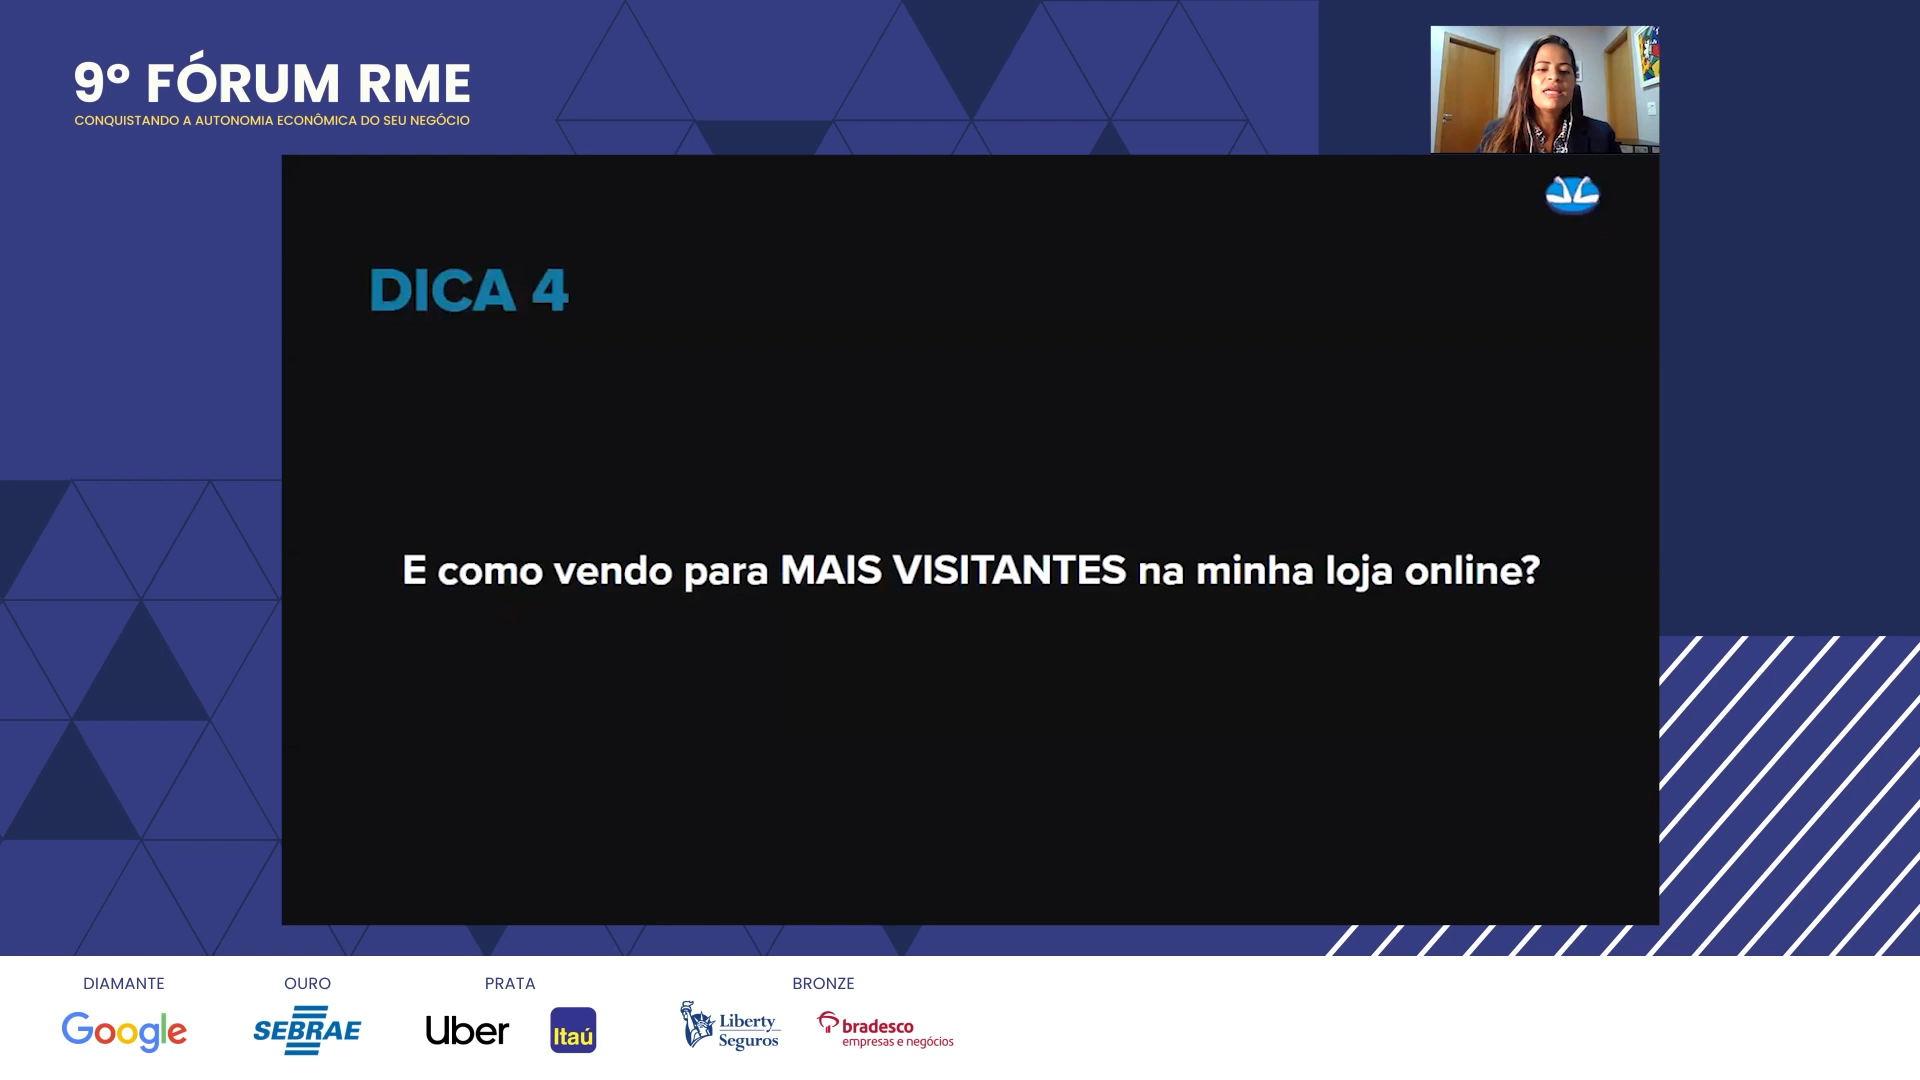 9º FÓRUM RME
CONQUISTANDO A AUTONOMIA ECONÔMICA DO SEU NEGÓCIO
DICA 4
E como vendo para MAIS VISITANTES na minha loja online?
DIAMANTE
OURO
PRATA
BRONZE
Google
SEBRAE
Uber
Itaú
Liberty
Seguros
bradesco
empresas e negócios